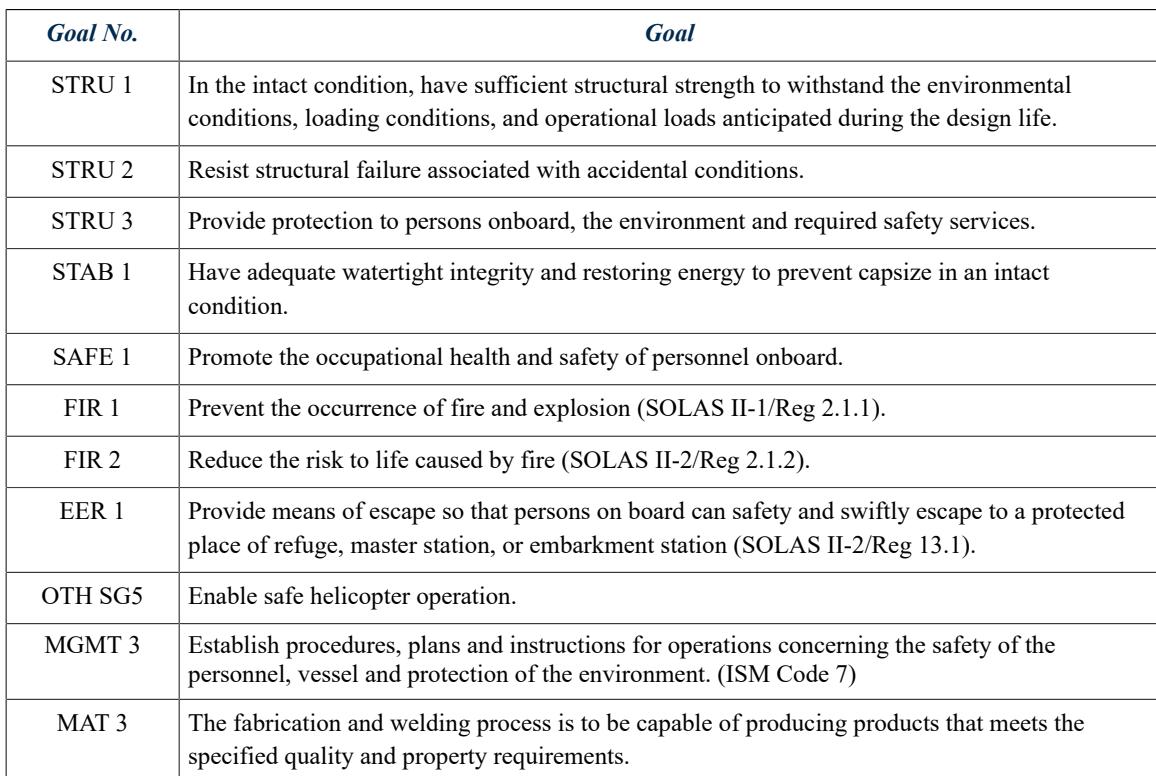 Goal No. Goal
STRU 1 In the intact condition, have sufficient structural strength to withstand the environmental
conditions, loading conditions, and operational loads anticipated during the design life.
STRU 2 Resist structural failure associated with accidental conditions.
STRU 3 Provide protection to persons onboard, the environment and required safety services.
STAB 1 Have adequate watertight integrity and restoring energy to prevent capsize in an intact
condition.
SAFE 1 Promote the occupational health and safety of personnel onboard.
FIR 1 Prevent the occurrence of fire and explosion (SOLAS II-1/Reg 2.1.1).
FIR 2 Reduce the risk to life caused by fire (SOLAS II-2/Reg 2.1.2).
EER 1 Provide means of escape so that persons on board can safety and swiftly escape to a protected
place of refuge, master station, or embarkment station (SOLAS II-2/Reg 13.1).
OTH SG5 Enable safe helicopter operation.
MGMT 3 Establish procedures, plans and instructions for operations concerning the safety of the
personnel, vessel and protection of the environment. (ISM Code 7)
MAT 3 The fabrication and welding process is to be capable of producing products that meets the
specified quality and property requirements.